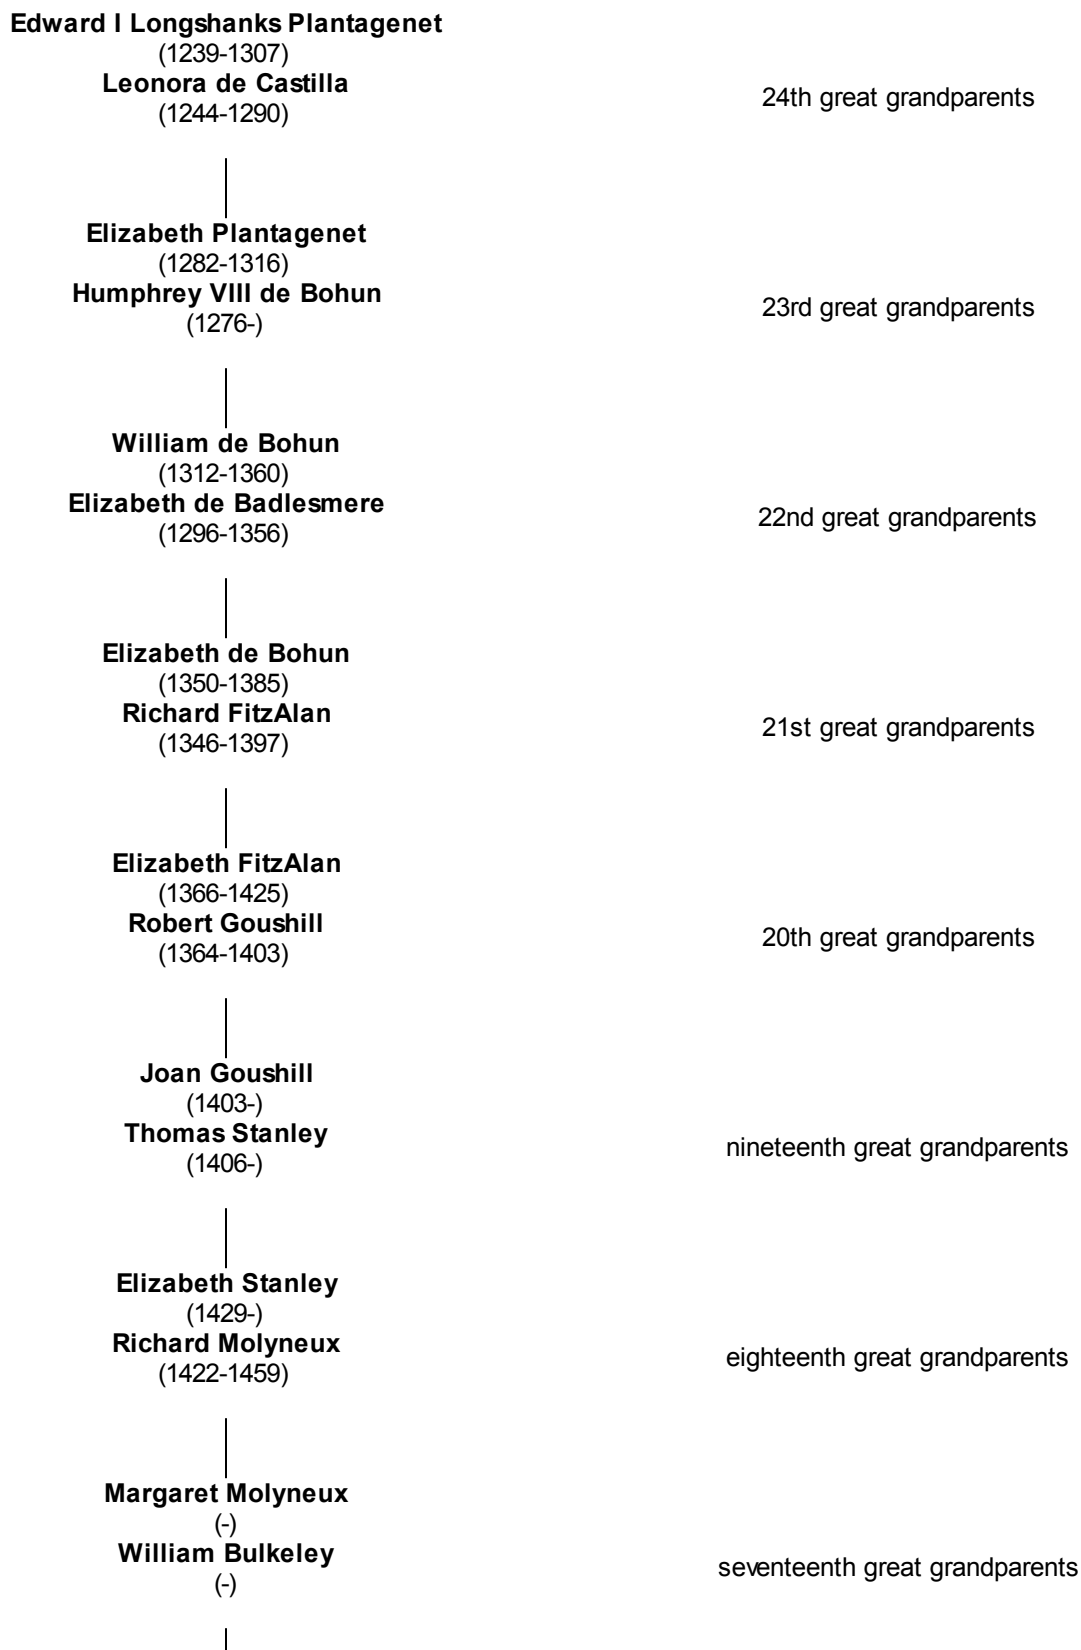 Edward I Longshanks Plantagenet
(1239-1307)
Leonora de Castilla
(1244-1290)
24th great grandparents
Elizabeth Plantagenet
(1282-1316)
Humphrey VIII de Bohun
(1276-)
23rd great grandparents
William de Bohun
(1312-1360)
Elizabeth de Badlesmere
(1296-1356)
22nd great grandparents
Elizabeth de Bohun
(1350-1385)
Richard FitzAlan
(1346-1397)
21st great grandparents
Elizabeth FitzAlan
(1366-1425)
Robert Goushill
(1364-1403)
20th great grandparents
Joan Goushill
(1403-)
Thomas Stanley
(1406-)
nineteenth great grandparents
Elizabeth Stanley
(1429-)
Richard Molyneux
(1422-1459)
eighteenth great grandparents
Margaret Molyneux
(-)
William Bulkeley
(-)
seventeenth great grandparents